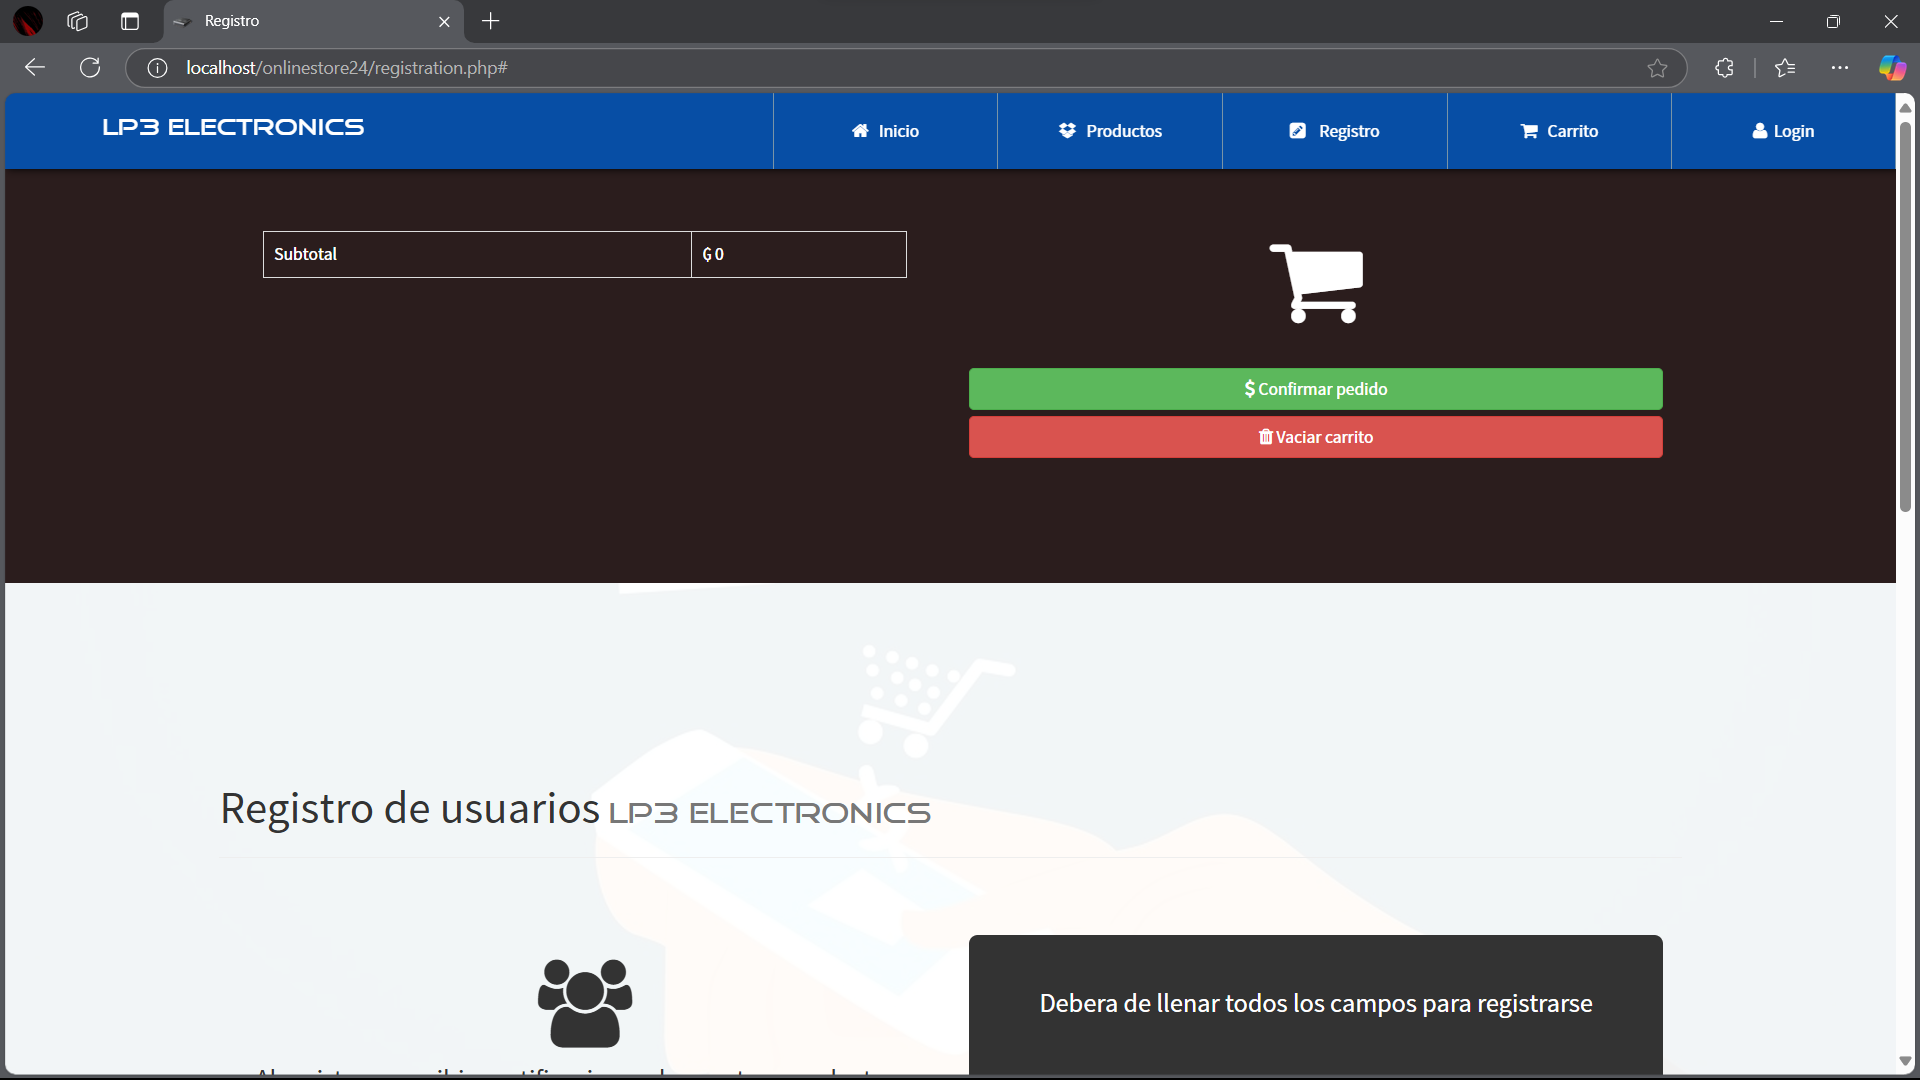 Registro
localhost/onlinestore24/registration.php#
LP3 ELECTRONICS
Inicio
Productos
Registro
Carrito
Login
Subtotal
₲ 0
$ Confirmar pedido
Vaciar carrito
Registro de usuarios LP3 ELECTRONICS
Debera de llenar todos los campos para registrarse